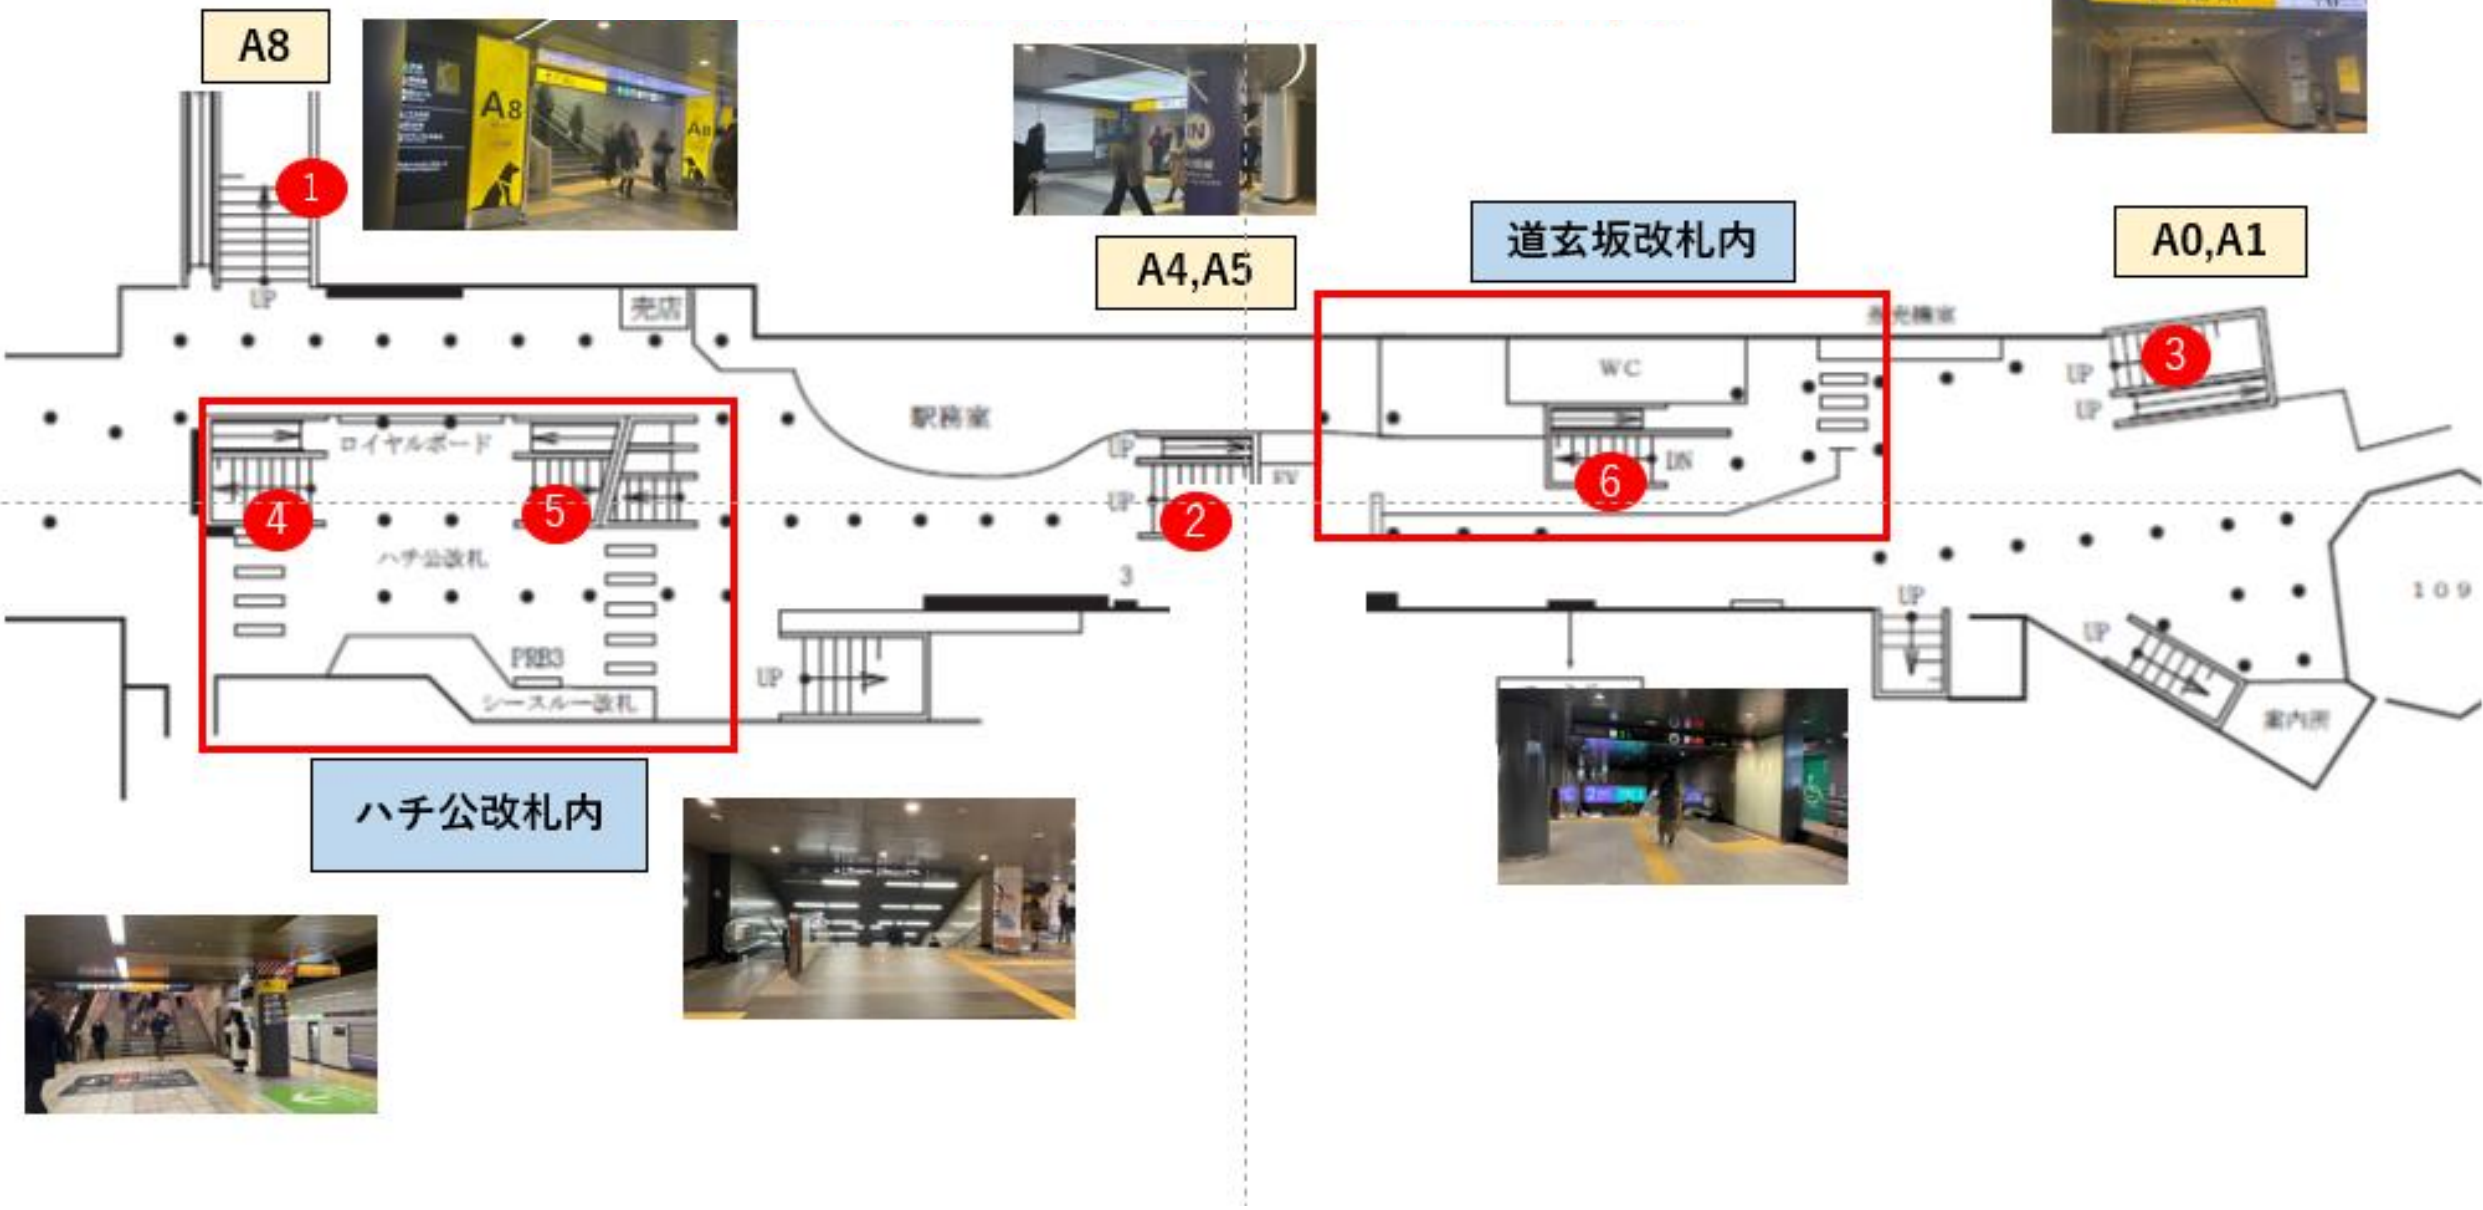 A8
A8
A8
IN
A4,A5
道玄坂改札内
A0,A1
1
UP
売店
WC
3
UP
UP
駅務室
ロイヤルボード
UP
UP
EV
DN
6
4
5
2
ハチ公改札
3
UP
UP
109
PRB3
シースルー改札
UP
案内所
ハチ公改札内